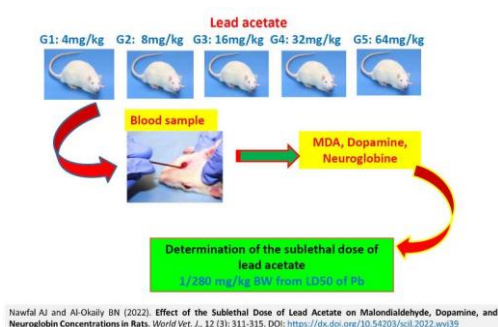 Lead acetate
G1: 4mg/kg G2: 8mg/kg G3: 16mg/kg G4: 32mg/kg G5: 64mg/kg
Blood sample
MDA, Dopamine,
Neuroglobine
Determination of the sublethal dose of
lead acetate
1/280 mg/kg BW from LD50 of Pb
Nawfal AJ and Al-Okaily BN (2022). Effect of the Sublethal Dose of Lead Acetate on Malondialdehyde, Dopamine, and
Neuroglobin Concentrations in Rats. World Vet. J., 12 (3): 311-315. DOI: https://dx.doi.org/10.54203/scil.2022.wvj39